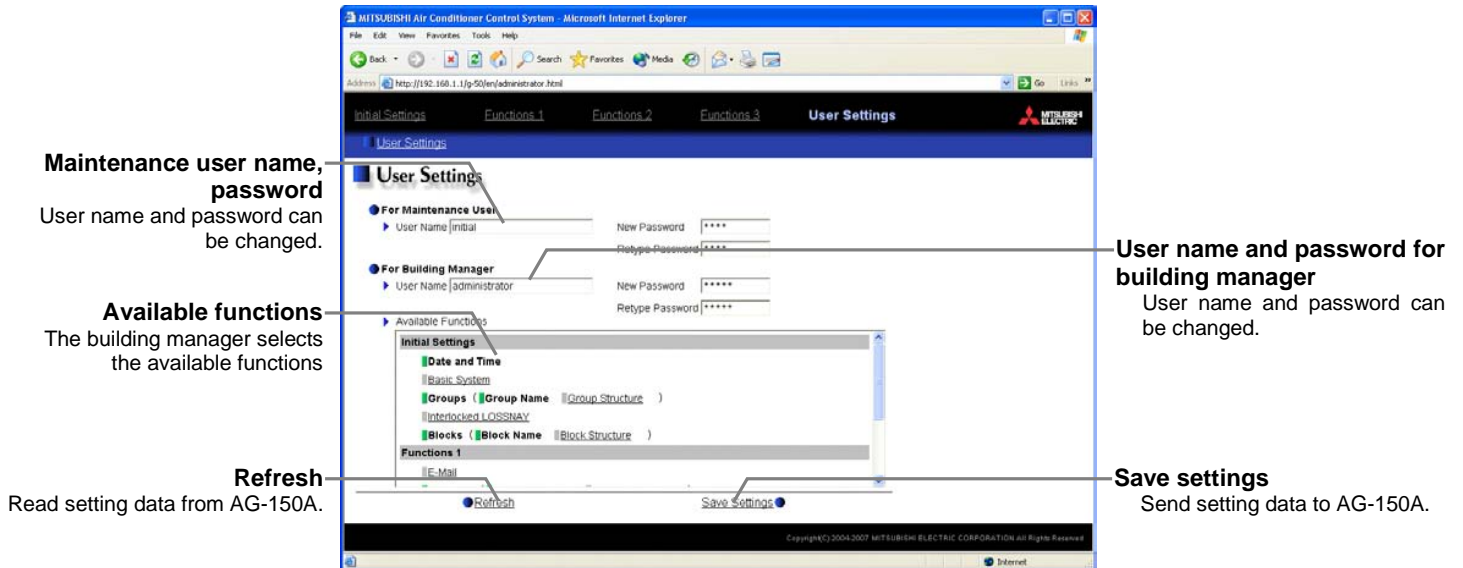 MITSUBISHI Air Conditioner Control System - Microsoft Internet Explorer
File Edit View Favorites Tools Help
Back Search Favorites Media
Address http://192.168.1.1/g-50/en/administrator.html Go Links »
Initial Settings Functions 1 Functions 2 Functions 3 User Settings MITSUBISHI ELECTRIC
User Settings
User Settings
Maintenance user name,
password
User name and password can
be changed.
For Maintenance User
User Name initial New Password ****
Retype Password ****
For Building Manager
User Name administrator New Password *****
Retype Password *****
User name and password for
building manager
User name and password can
be changed.
Available functions
The building manager selects
the available functions
Available Functions
Initial Settings
Date and Time
Basic System
Groups ( Group Name Group Structure )
Interlocked LOSSNAY
Blocks ( Block Name Block Structure )
Functions 1
E-Mail
Refresh
Read setting data from AG-150A.
Refresh Save Settings
Save settings
Send setting data to AG-150A.
Copyright(C) 2004-2007 MITSUBISHI ELECTRIC CORPORATION All Rights Reserved
Internet